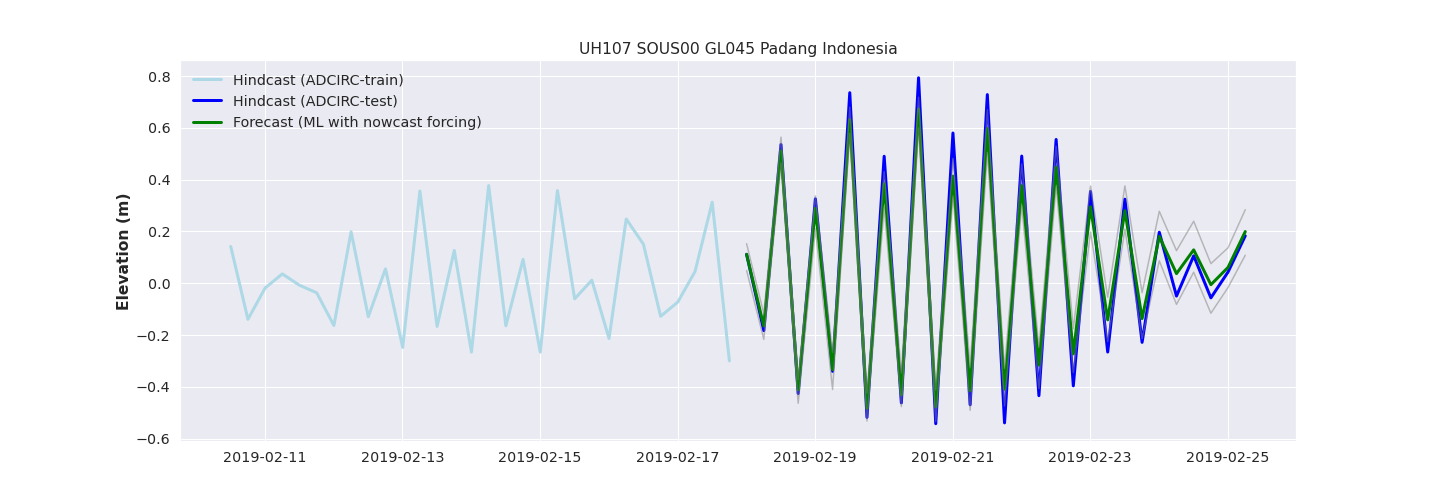 UH107 SOUS00 GL045 Padang Indonesia
Hindcast (ADCIRC-train)
Hindcast (ADCIRC-test)
Forecast (ML with nowcast forcing)
Elevation (m)
0.8
0.6
0.4
0.2
0.0
−0.2
−0.4
−0.6
2019-02-11 2019-02-13 2019-02-15 2019-02-17 2019-02-19 2019-02-21 2019-02-23 2019-02-25